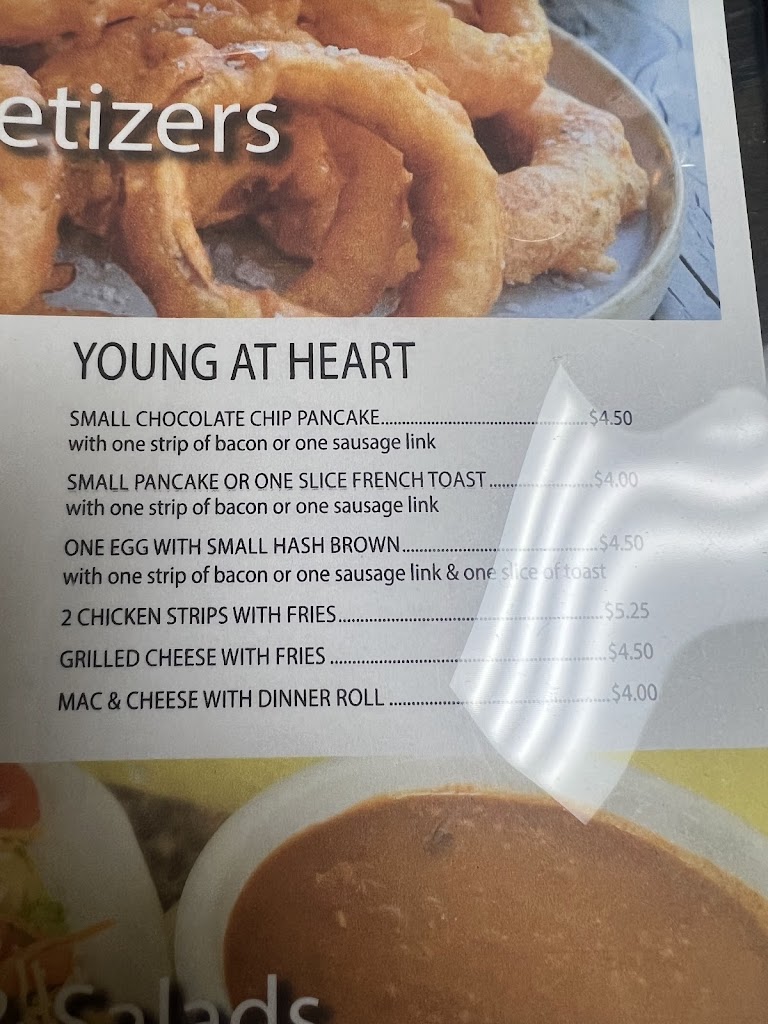 etizers
YOUNG AT HEART
SMALL CHOCOLATE CHIP PANCAKE........................................$4.50
with one strip of bacon or one sausage link
SMALL PANCAKE OR ONE SLICE FRENCH TOAST....................$4.00
with one strip of bacon or one sausage link
ONE EGG WITH SMALL HASH BROWN......................................$4.50
with one strip of bacon or one sausage link & one slice of toast
2 CHICKEN STRIPS WITH FRIES....................................................$5.25
GRILLED CHEESE WITH FRIES......................................................$4.50
MAC & CHEESE WITH DINNER ROLL...........................................$4.00
& Salads